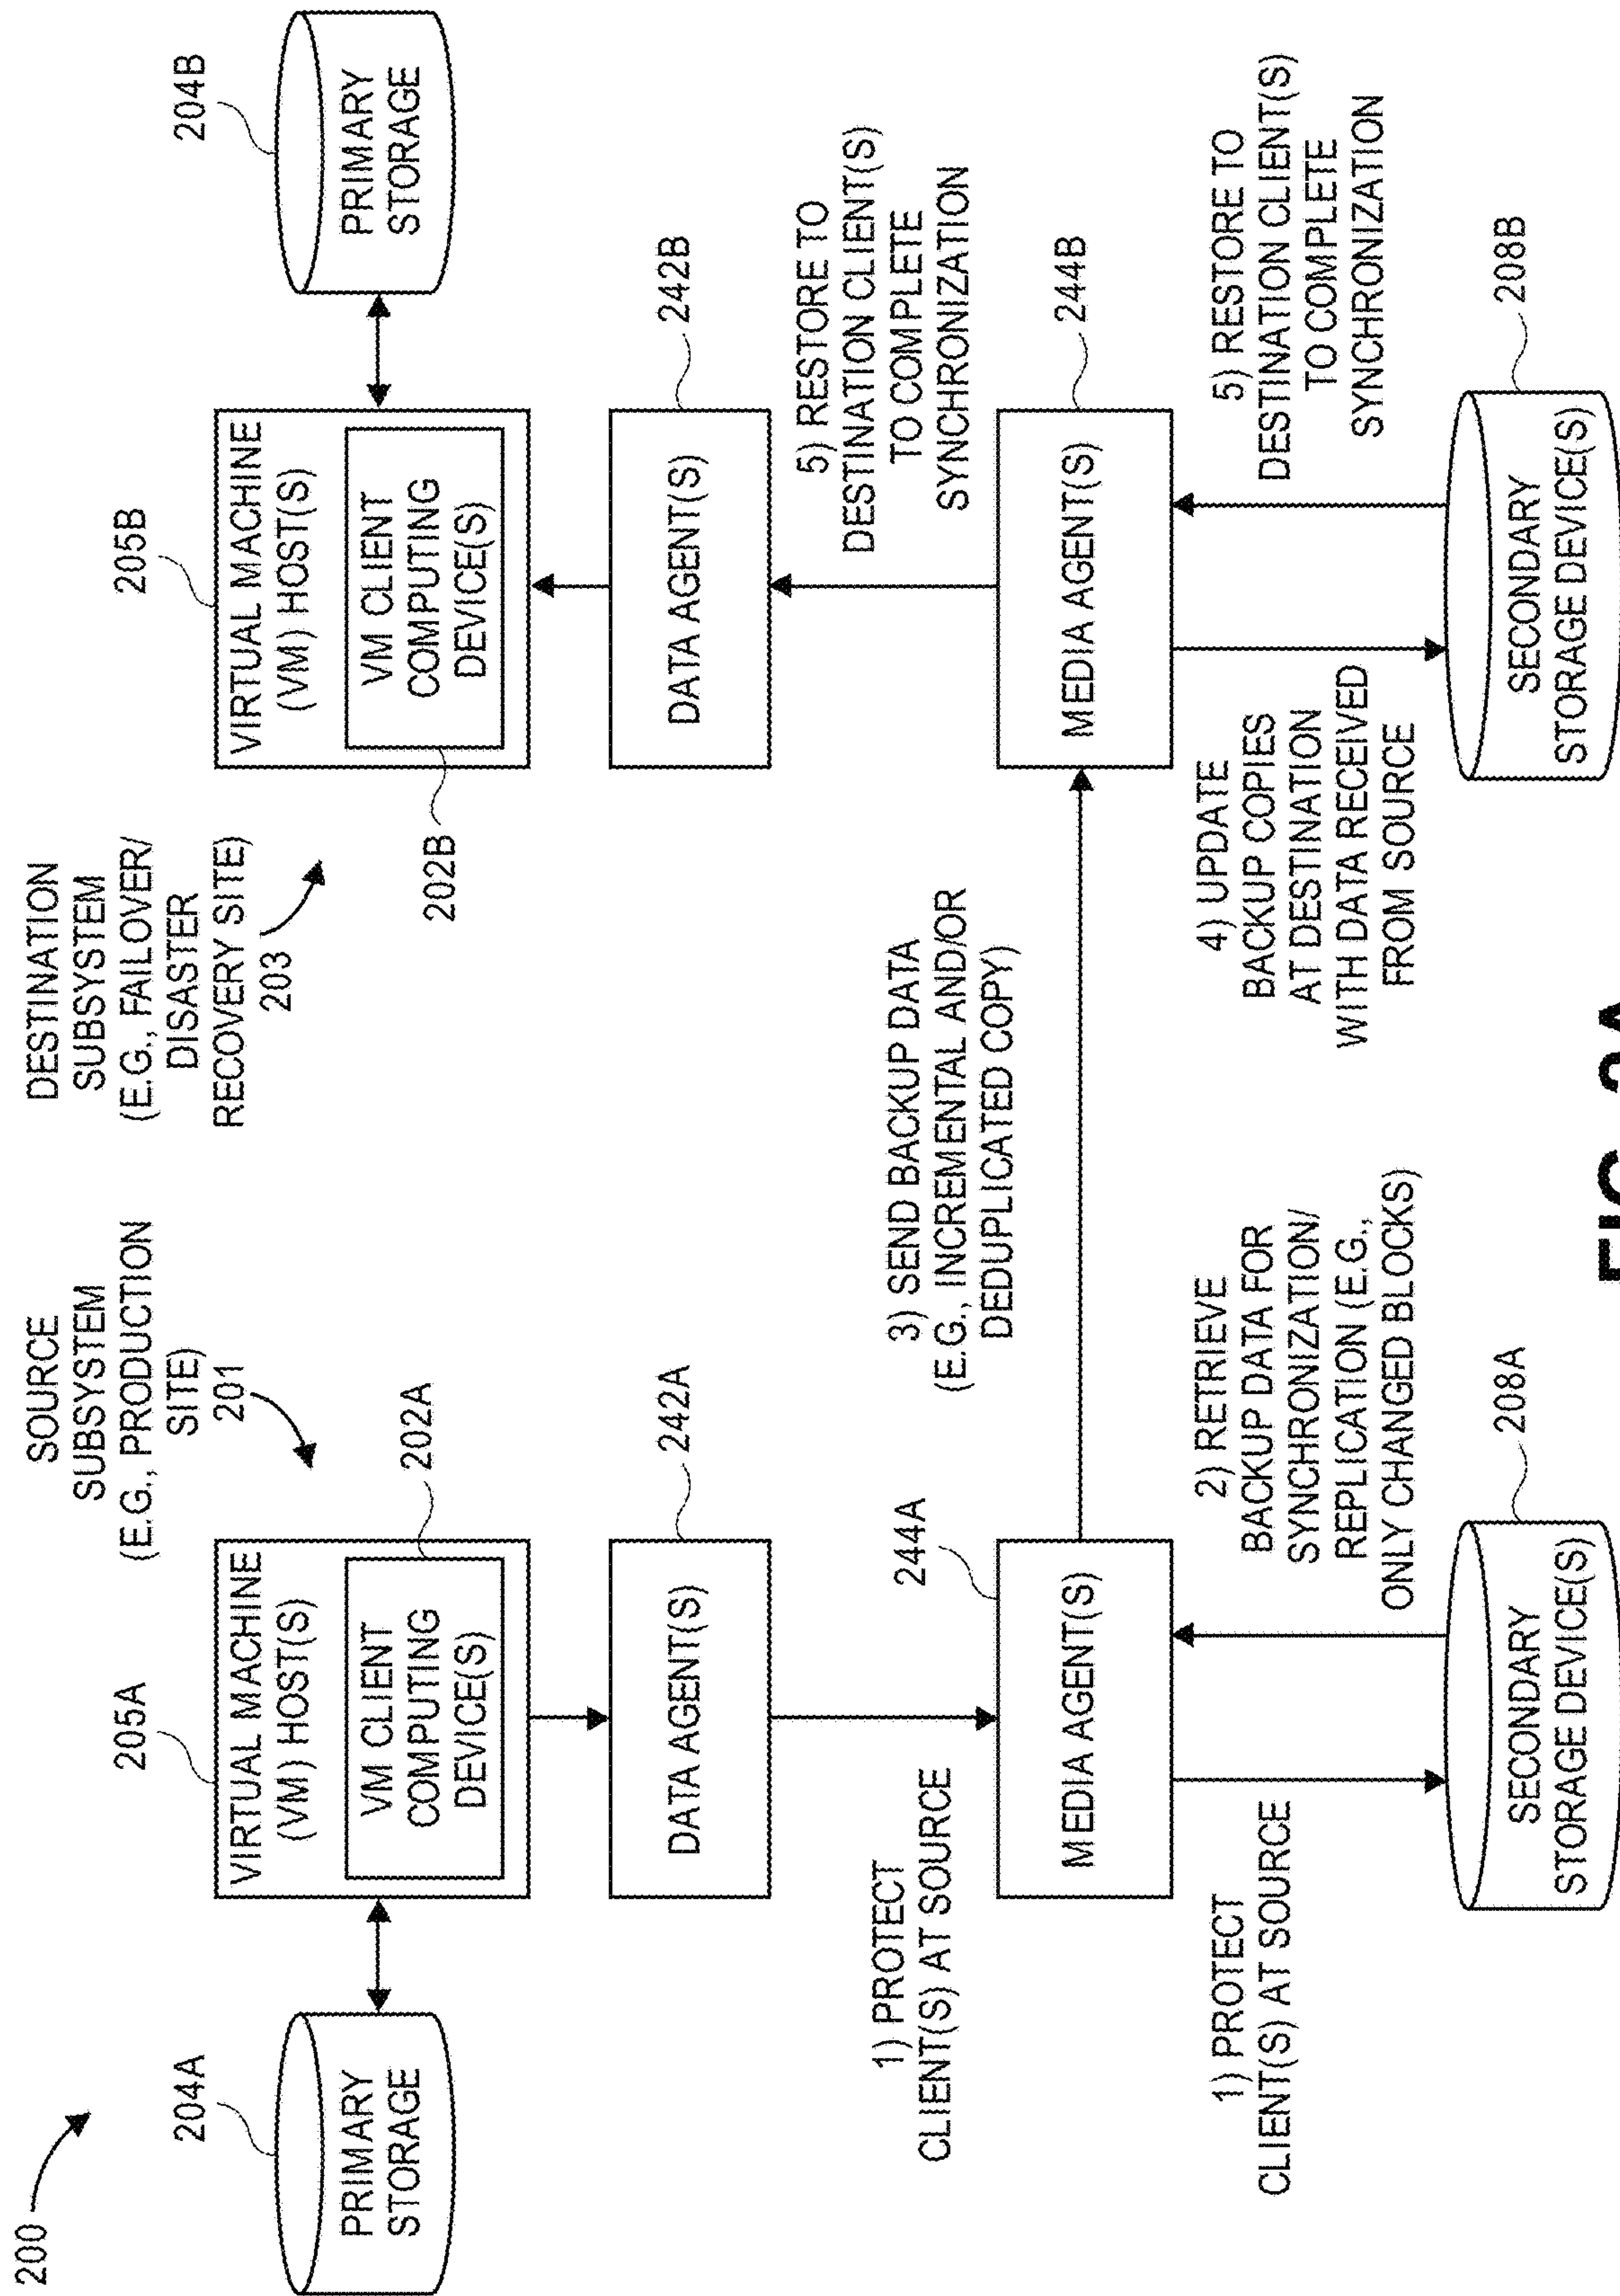 200
SOURCE
SUBSYSTEM
(E.G., PRODUCTION
SITE)
201
DESTINATION
SUBSYSTEM
(E.G., FAILOVER/
DISASTER
RECOVERY SITE)
203
204A
PRIMARY
STORAGE
205A
VIRTUAL MACHINE
(VM) HOST(S)
VM CLIENT
COMPUTING
DEVICE(S)
202A
205B
VIRTUAL MACHINE
(VM) HOST(S)
VM CLIENT
COMPUTING
DEVICE(S)
202B
204B
PRIMARY
STORAGE
DATA AGENT(S)
242A
DATA AGENT(S)
242B
1) PROTECT
CLIENT(S) AT SOURCE
3) SEND BACKUP DATA
(E.G., INCREMENTAL AND/OR
DEDUPLICATED COPY)
5) RESTORE TO
DESTINATION CLIENT(S)
TO COMPLETE
SYNCHRONIZATION
MEDIA AGENT(S)
244A
MEDIA AGENT(S)
244B
1) PROTECT
CLIENT(S) AT SOURCE
2) RETRIEVE
BACKUP DATA FOR
SYNCHRONIZATION/
REPLICATION (E.G.,
ONLY CHANGED BLOCKS)
4) UPDATE
BACKUP COPIES
AT DESTINATION
WITH DATA RECEIVED
FROM SOURCE
5) RESTORE TO
DESTINATION CLIENT(S)
TO COMPLETE
SYNCHRONIZATION
SECONDARY
STORAGE DEVICE(S)
208A
SECONDARY
STORAGE DEVICE(S)
208B